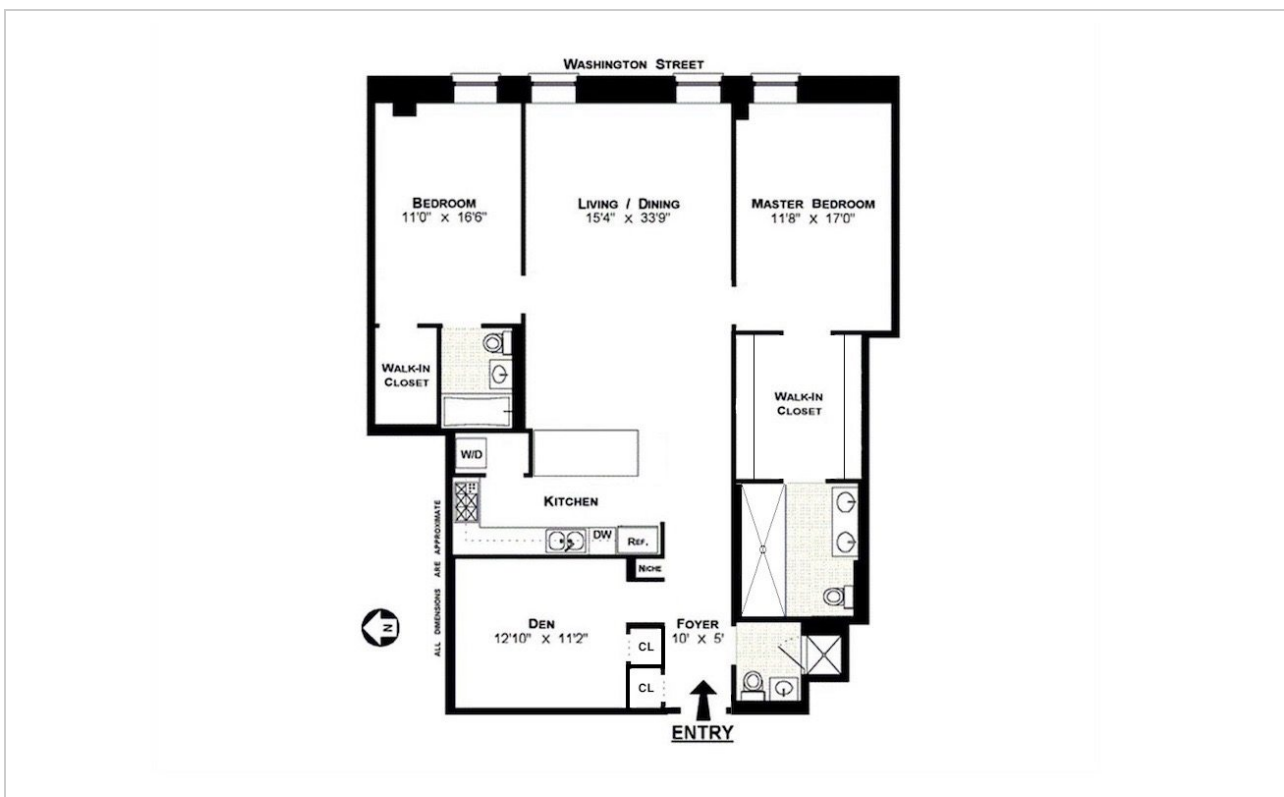 WASHINGTON STREET
BEDROOM
11'0" X 16'6"
LIVING / DINING
15'4" X 33'9"
MASTER BEDROOM
11'8" X 17'0"
WALK-IN
CLOSET
WALK-IN
CLOSET
W/D
KITCHEN
DW
REF.
NICHE
ALL DIMENSIONS ARE APPROXIMATE
N
DEN
12'10" X 11'2"
FOYER
10' X 5'
CL
CL
ENTRY